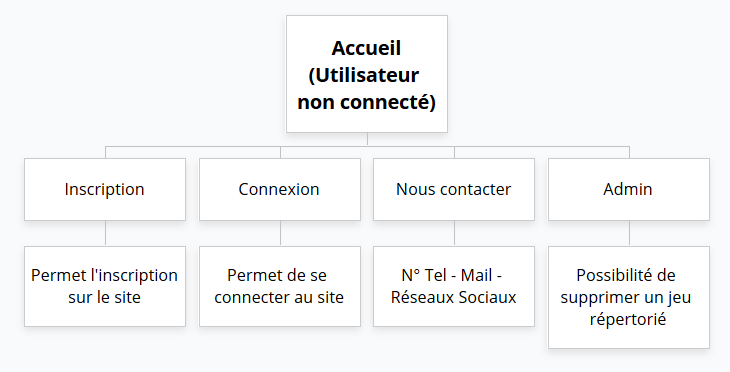 Accueil
(Utilisateur
non connecté)
Inscription
Connexion
Nous contacter
Admin
Permet l'inscription
sur le site
Permet de se
connecter au site
N° Tel - Mail -
Réseaux Sociaux
Possibilité de
supprimer un jeu
répertorié